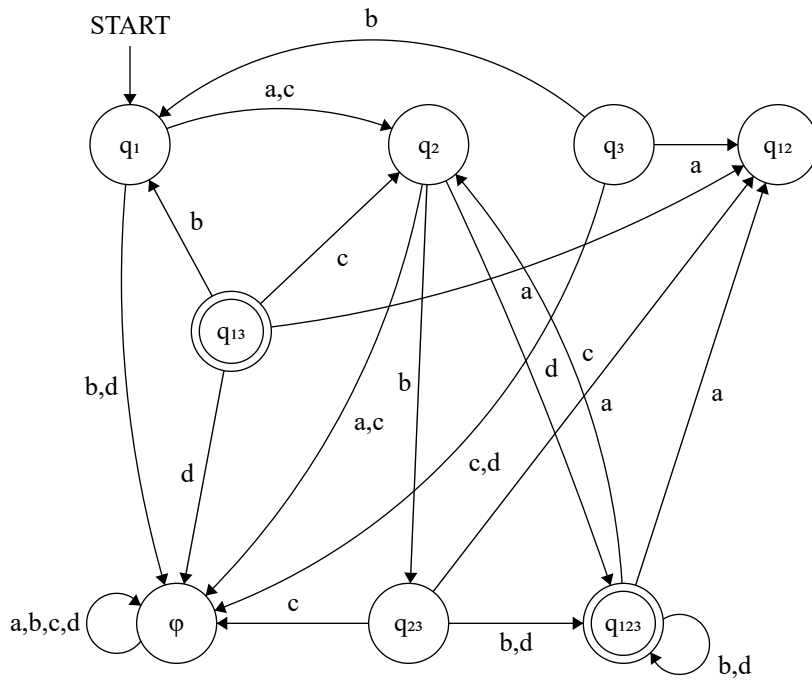 START
b
a,c
q₁
q₂
q₃
q₁₂
a
b
c
q₁₃
a
d
c
b,d
b
a,c
a
a
d
c,d
a,b,c,d
φ
c
q₂₃
b,d
q₁₂₃
b,d